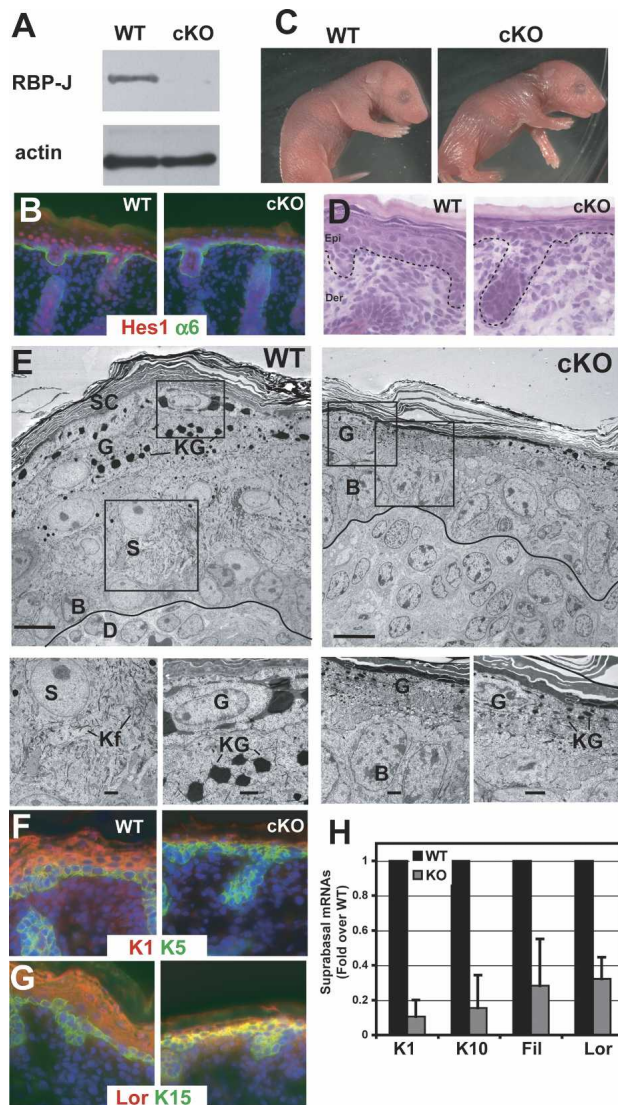 A
WT cKO
RBP-J
actin
C
WT cKO
B
WT cKO
Hes1 α6
D
WT cKO
Epi
Der
E
WT
SC
G
KG
S
B
D
cKO
G
B
S
Kf
G
KG
G
B
G
KG
F
WT cKO
K1 K5
G
Lor K15
H
WT
KO
Suprabasal mRNAs
(Fold over WT)
1
0.8
0.6
0.4
0.2
0
K1 K10 Fil Lor